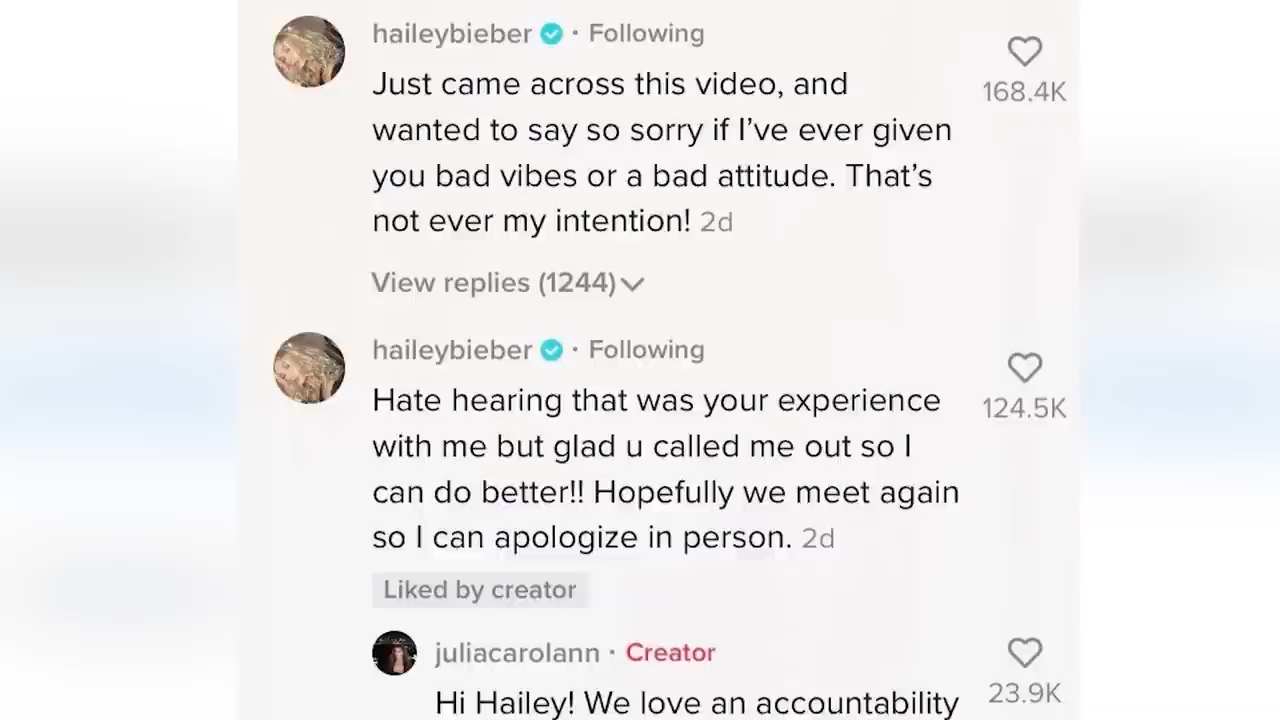 haileybieber · Following
Just came across this video, and
wanted to say so sorry if I've ever given
you bad vibes or a bad attitude. That's
not ever my intention! 2d
168.4K
View replies (1244)
haileybieber · Following
Hate hearing that was your experience
with me but glad u called me out so I
can do better!! Hopefully we meet again
so I can apologize in person. 2d
124.5K
Liked by creator
juliacarolann · Creator
Hi Hailey! We love an accountability
23.9K